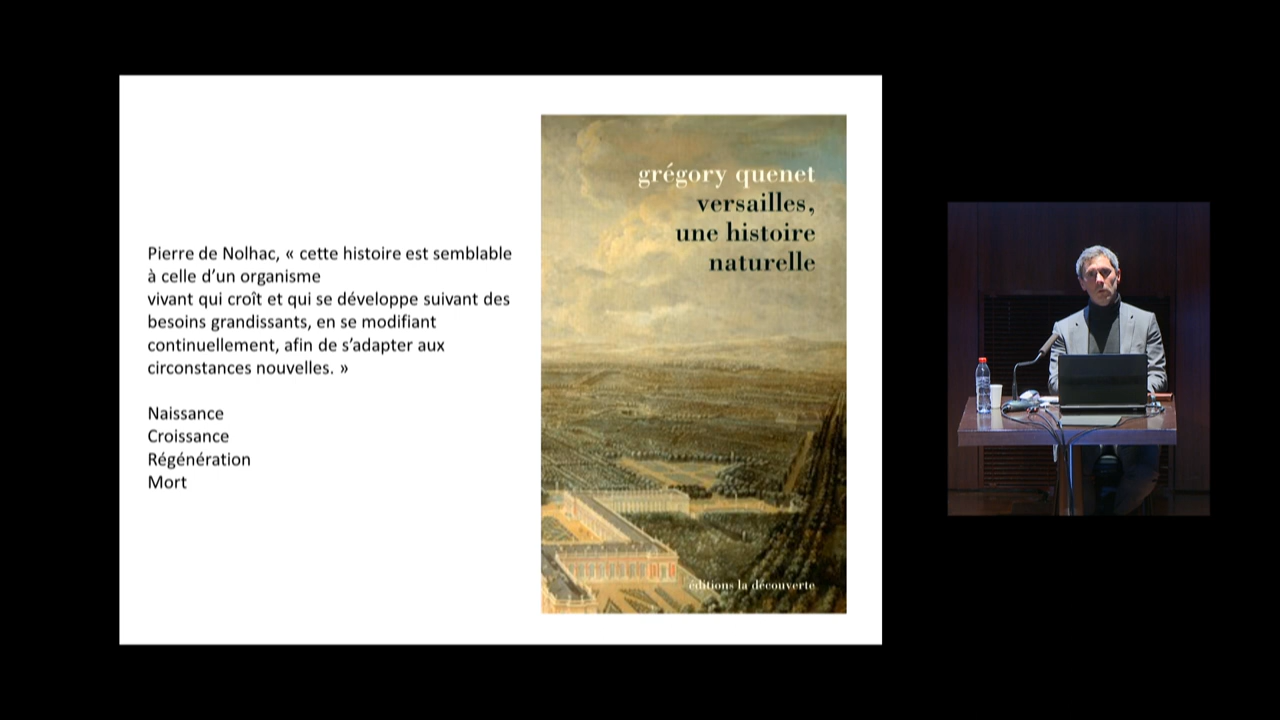 Pierre de Nolhac, « cette histoire est semblable
à celle d’un organisme
vivant qui croît et qui se développe suivant des
besoins grandissants, en se modifiant
continuellement, afin de s’adapter aux
circonstances nouvelles. »
Naissance
Croissance
Régénération
Mort
grégory quenet
versailles,
une histoire
naturelle
éditions la découverte